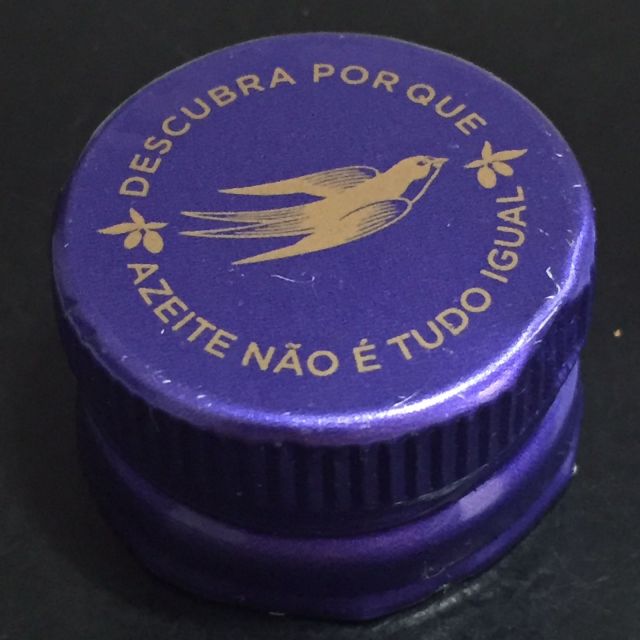 DESCUBRA POR QUE
AZEITE NÃO É TUDO IGUAL